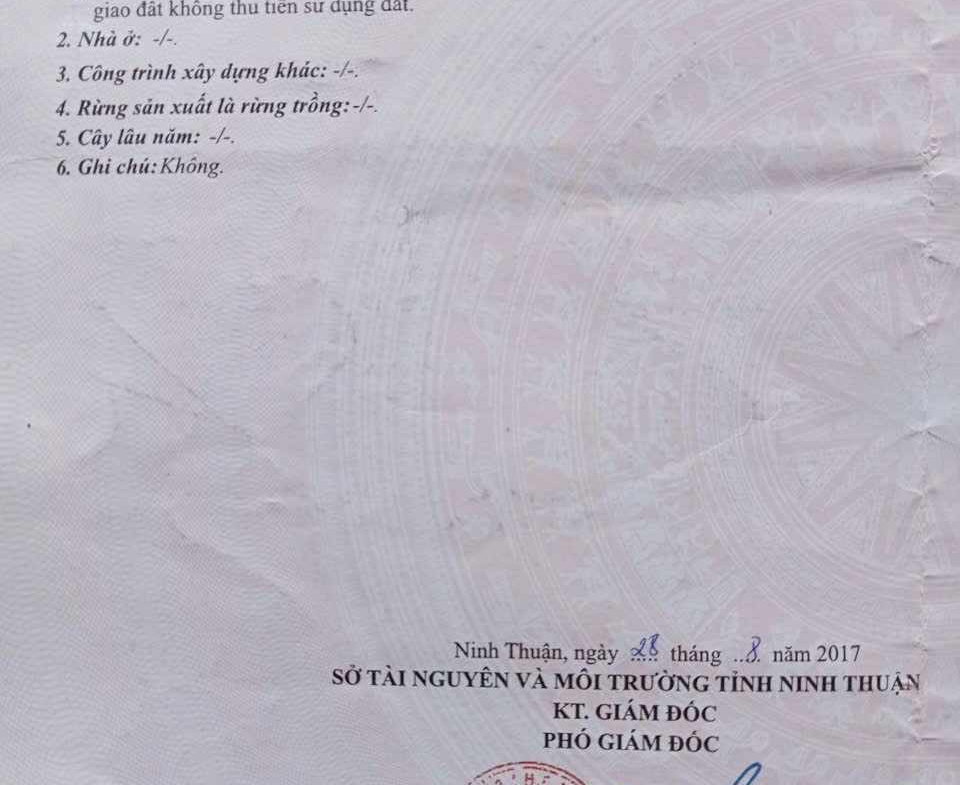 giao đất không thu tiền sử dụng đất.
2. Nhà ở: -/-.
3. Công trình xây dựng khác: -/-.
4. Rừng sản xuất là rừng trồng: -/-.
5. Cây lâu năm: -/-.
6. Ghi chú: Không.
Ninh Thuận, ngày 28 tháng 8 năm 2017
SỞ TÀI NGUYÊN VÀ MÔI TRƯỜNG TỈNH NINH THUẬN
KT. GIÁM ĐỐC
PHÓ GIÁM ĐỐC